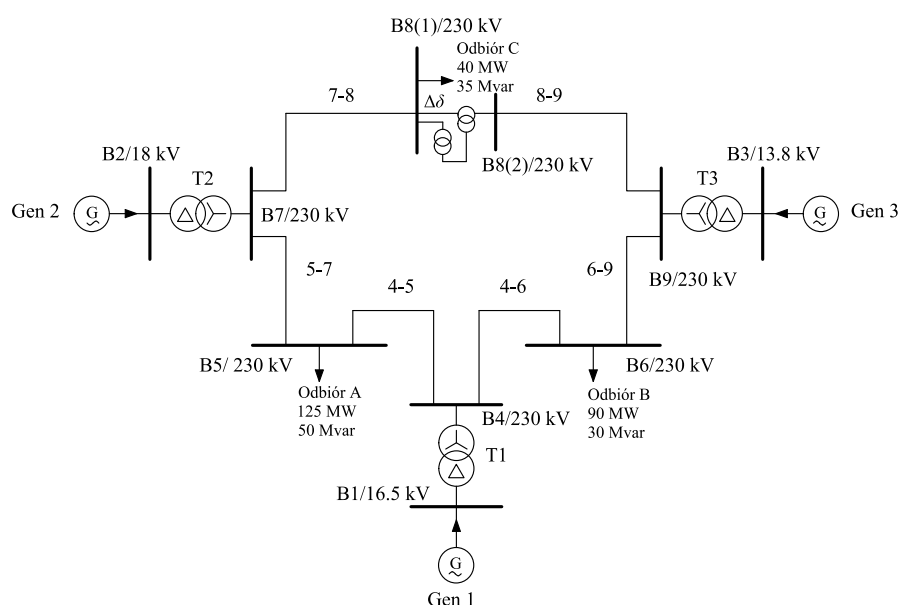 B8(1)/230 kV
Odbiór C
40 MW
35 Mvar
7-8
Δδ
8-9
B8(2)/230 kV
B2/18 kV
T2
Gen 2
G
B7/230 kV
B3/13.8 kV
T3
G
Gen 3
B9/230 kV
5-7
4-5
4-6
6-9
B5/ 230 kV
Odbiór A
125 MW
50 Mvar
B6/230 kV
Odbiór B
90 MW
30 Mvar
B4/230 kV
T1
B1/16.5 kV
G
Gen 1